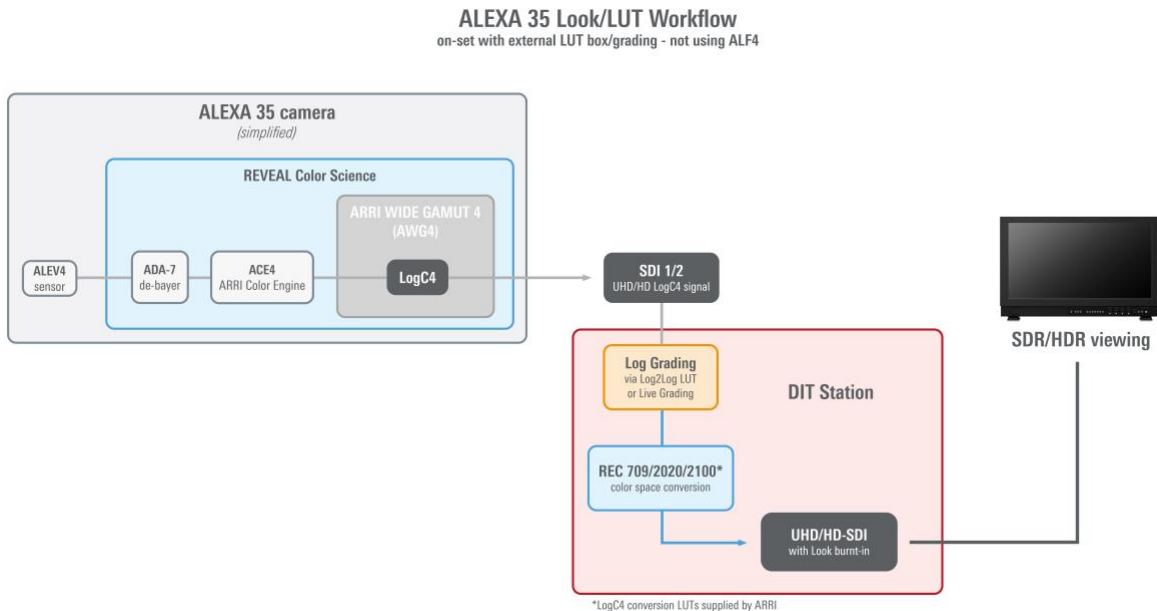 ALEXA 35 Look/LUT Workflow
on-set with external LUT box/grading - not using ALF4
ALEXA 35 camera
(simplified)
REVEAL Color Science
ARRI WIDE GAMUT 4
(AWG4)
ALEV4
sensor
ADA-7
de-bayer
ACE4
ARRI Color Engine
LogC4
SDI 1/2
UHD/HD LogC4 signal
SDR/HDR viewing
Log Grading
via Log2Log LUT
or Live Grading
DIT Station
REC 709/2020/2100*
color space conversion
UHD/HD-SDI
with Look burnt-in
*LogC4 conversion LUTs supplied by ARRI